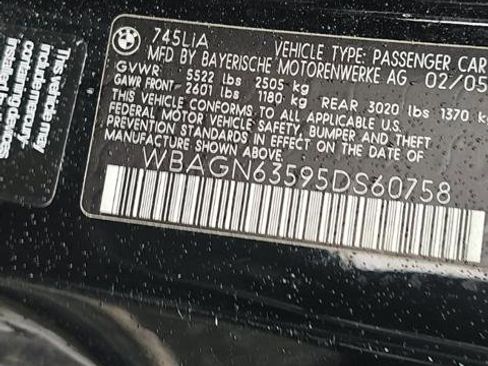 745LiA VEHICLE TYPE: PASSENGER CAR
MFD BY BAYERISCHE MOTORENWERKE AG 02/05
GVWR 5522 lbs 2505 kg
GAWR FRONT 2601 lbs 1180 kg REAR 3020 lbs 1370 kg
THIS VEHICLE CONFORMS TO ALL APPLICABLE
FEDERAL MOTOR VEHICLE SAFETY, BUMPER AND THEFT
PREVENTION STANDARDS IN EFFECT ON THE DATE OF
MANUFACTURE SHOWN ABOVE.
WBAGN63595DS60758
This vehicle may
include mercury-
containing devices
installed